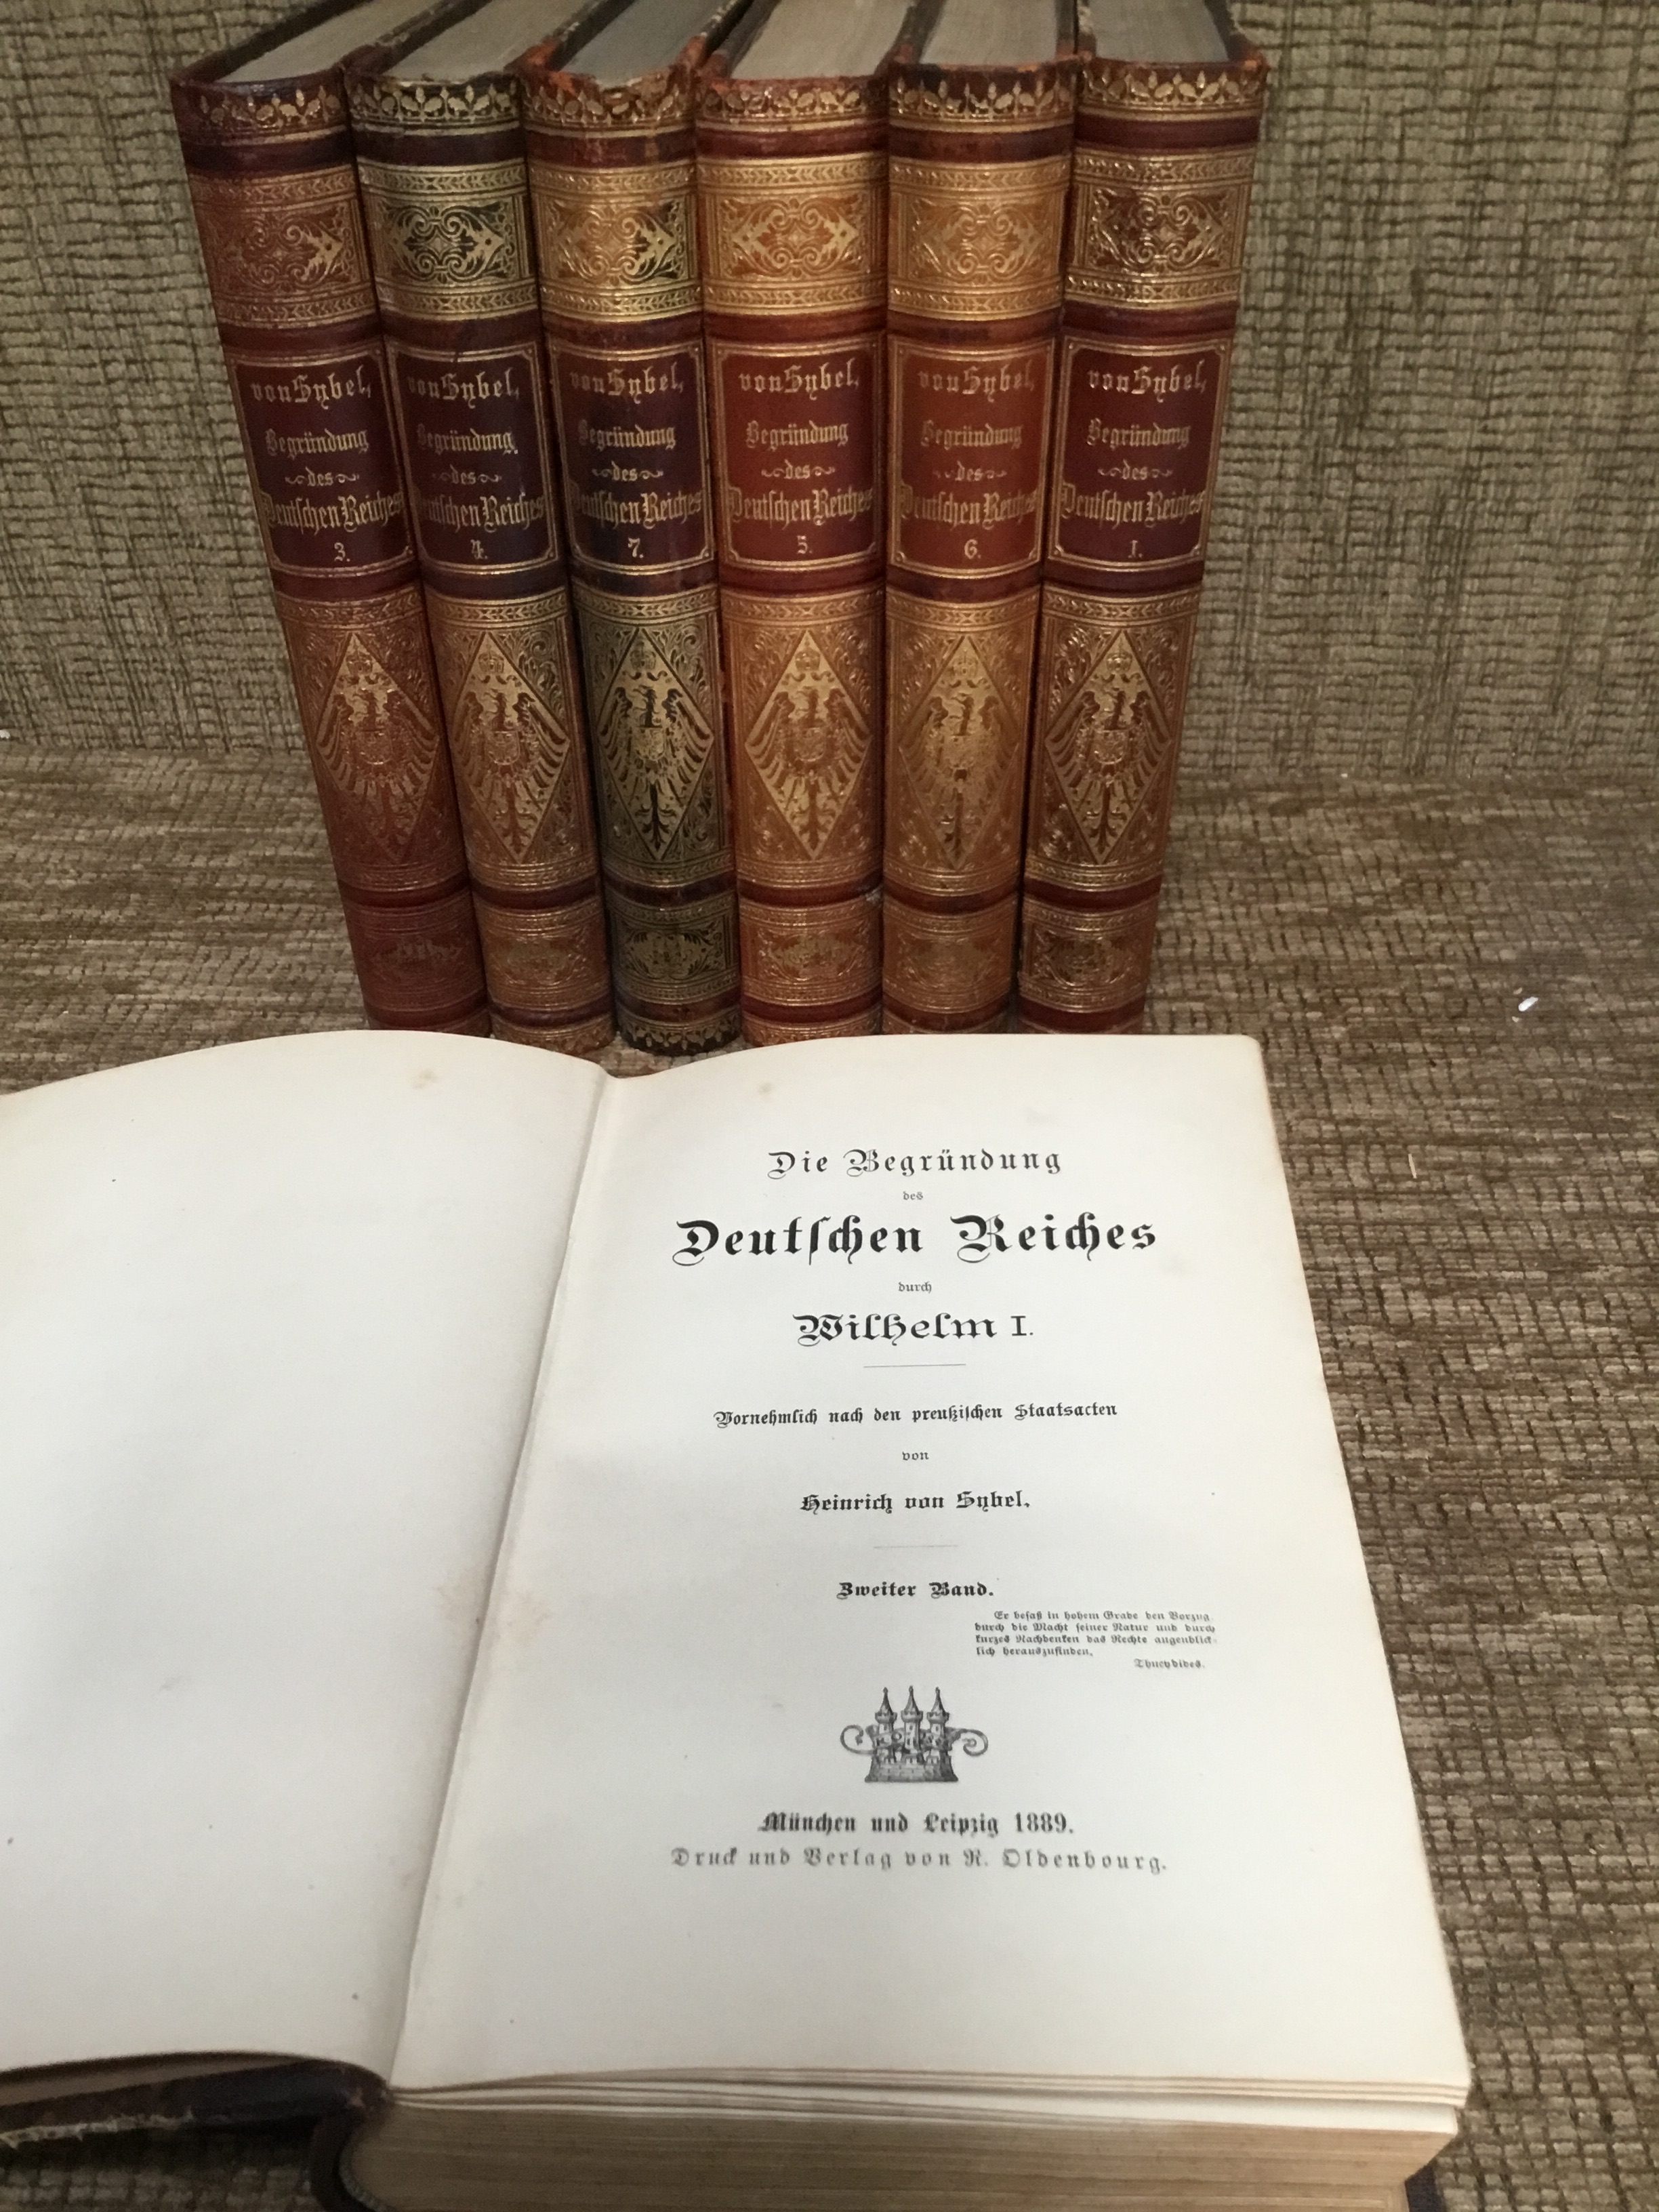 von Sybel,
Begründung
des
Deutſchen Reiches
3.
von Sybel,
Begründung
des
Deutſchen Reiches
4.
von Sybel,
Begründung
des
Deutſchen Reiches
7.
von Sybel,
Begründung
des
Deutſchen Reiches
5.
von Sybel,
Begründung
des
Deutſchen Reiches
6.
von Sybel,
Begründung
des
Deutſchen Reiches
1.
Die Begründung
des
Deutſchen Reiches
durch
Wilhelm I.
Vornehmlich nach den preußiſchen Staatsacten
von
Heinrich von Sybel.
Zweiter Band.
Er beſaß in hohem Grade den Vorzug,
durch die Macht ſeiner Natur und durch
kurzes Nachdenken das Rechte augenblick-
lich herauszufinden.
Thucydides.
München und Leipzig 1889.
Druck und Verlag von R. Oldenbourg.